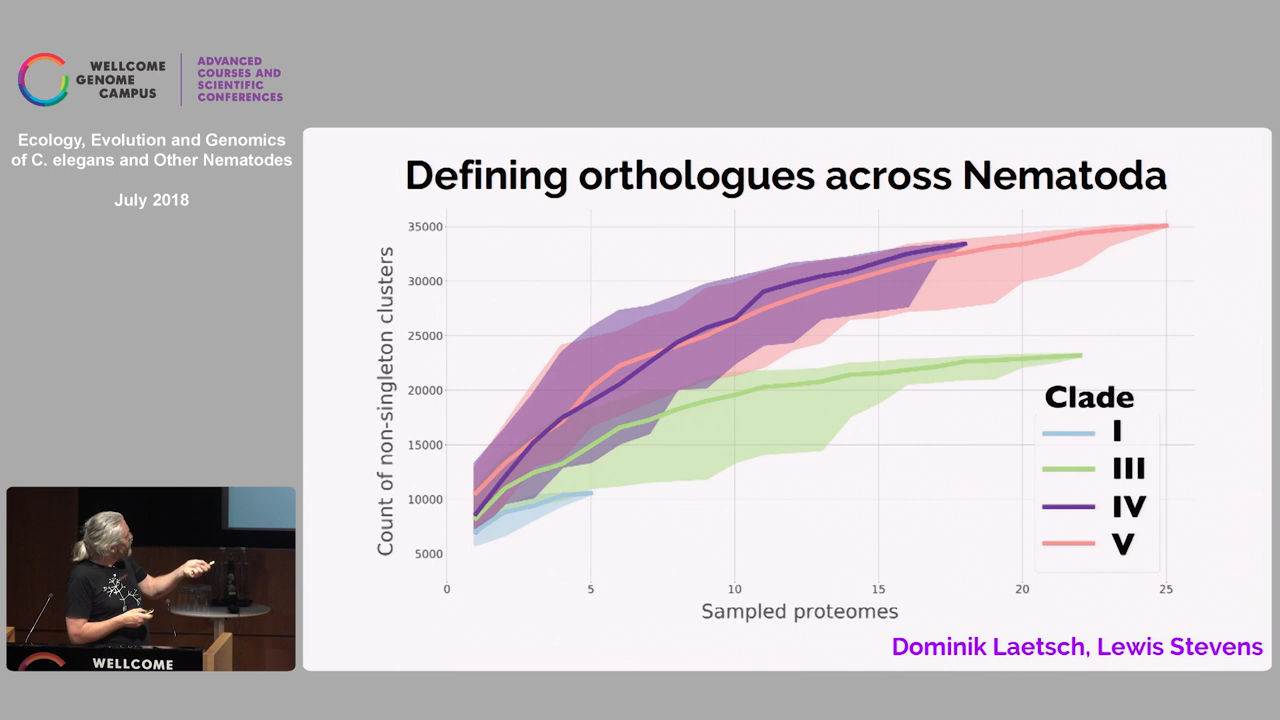 WELLCOME
GENOME
CAMPUS
ADVANCED
COURSES AND
SCIENTIFIC
CONFERENCES
Ecology, Evolution and Genomics
of C. elegans and Other Nematodes
July 2018
Defining orthologues across Nematoda
Count of non-singleton clusters
35000
30000
25000
20000
15000
10000
5000
0
5
10
15
20
25
Sampled proteomes
Clade
I
III
IV
V
Dominik Laetsch, Lewis Stevens
WELLCOME